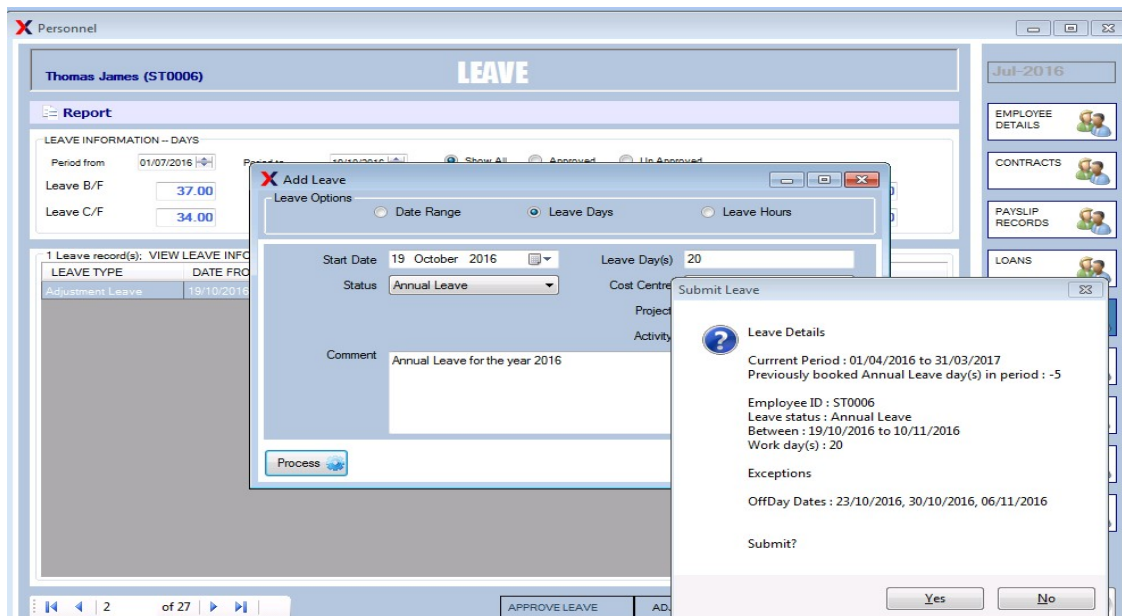 Personnel
Thomas James (ST0006)
LEAVE
Jul-2016
Report
LEAVE INFORMATION -- DAYS
Period from 01/07/2016 Show All Approved Un Approved
Leave B/F 37.00
Leave C/F 34.00
1 Leave record(s); VIEW LEAVE INFO
LEAVE TYPE DATE FRO
Adjustment Leave 19/10/2016
Add Leave
Leave Options
Date Range Leave Days Leave Hours
Start Date 19 October 2016 Leave Day(s) 20
Status Annual Leave Cost Centre
Project
Activity
Comment Annual Leave for the year 2016
Process
Submit Leave
Leave Details
Currrent Period : 01/04/2016 to 31/03/2017
Previously booked Annual Leave day(s) in period : -5
Employee ID : ST0006
Leave status : Annual Leave
Between : 19/10/2016 to 10/11/2016
Work day(s) : 20
Exceptions
OffDay Dates : 23/10/2016, 30/10/2016, 06/11/2016
Submit?
Yes No
EMPLOYEE
DETAILS
CONTRACTS
PAYSLIP
RECORDS
LOANS
2 of 27
APPROVE LEAVE